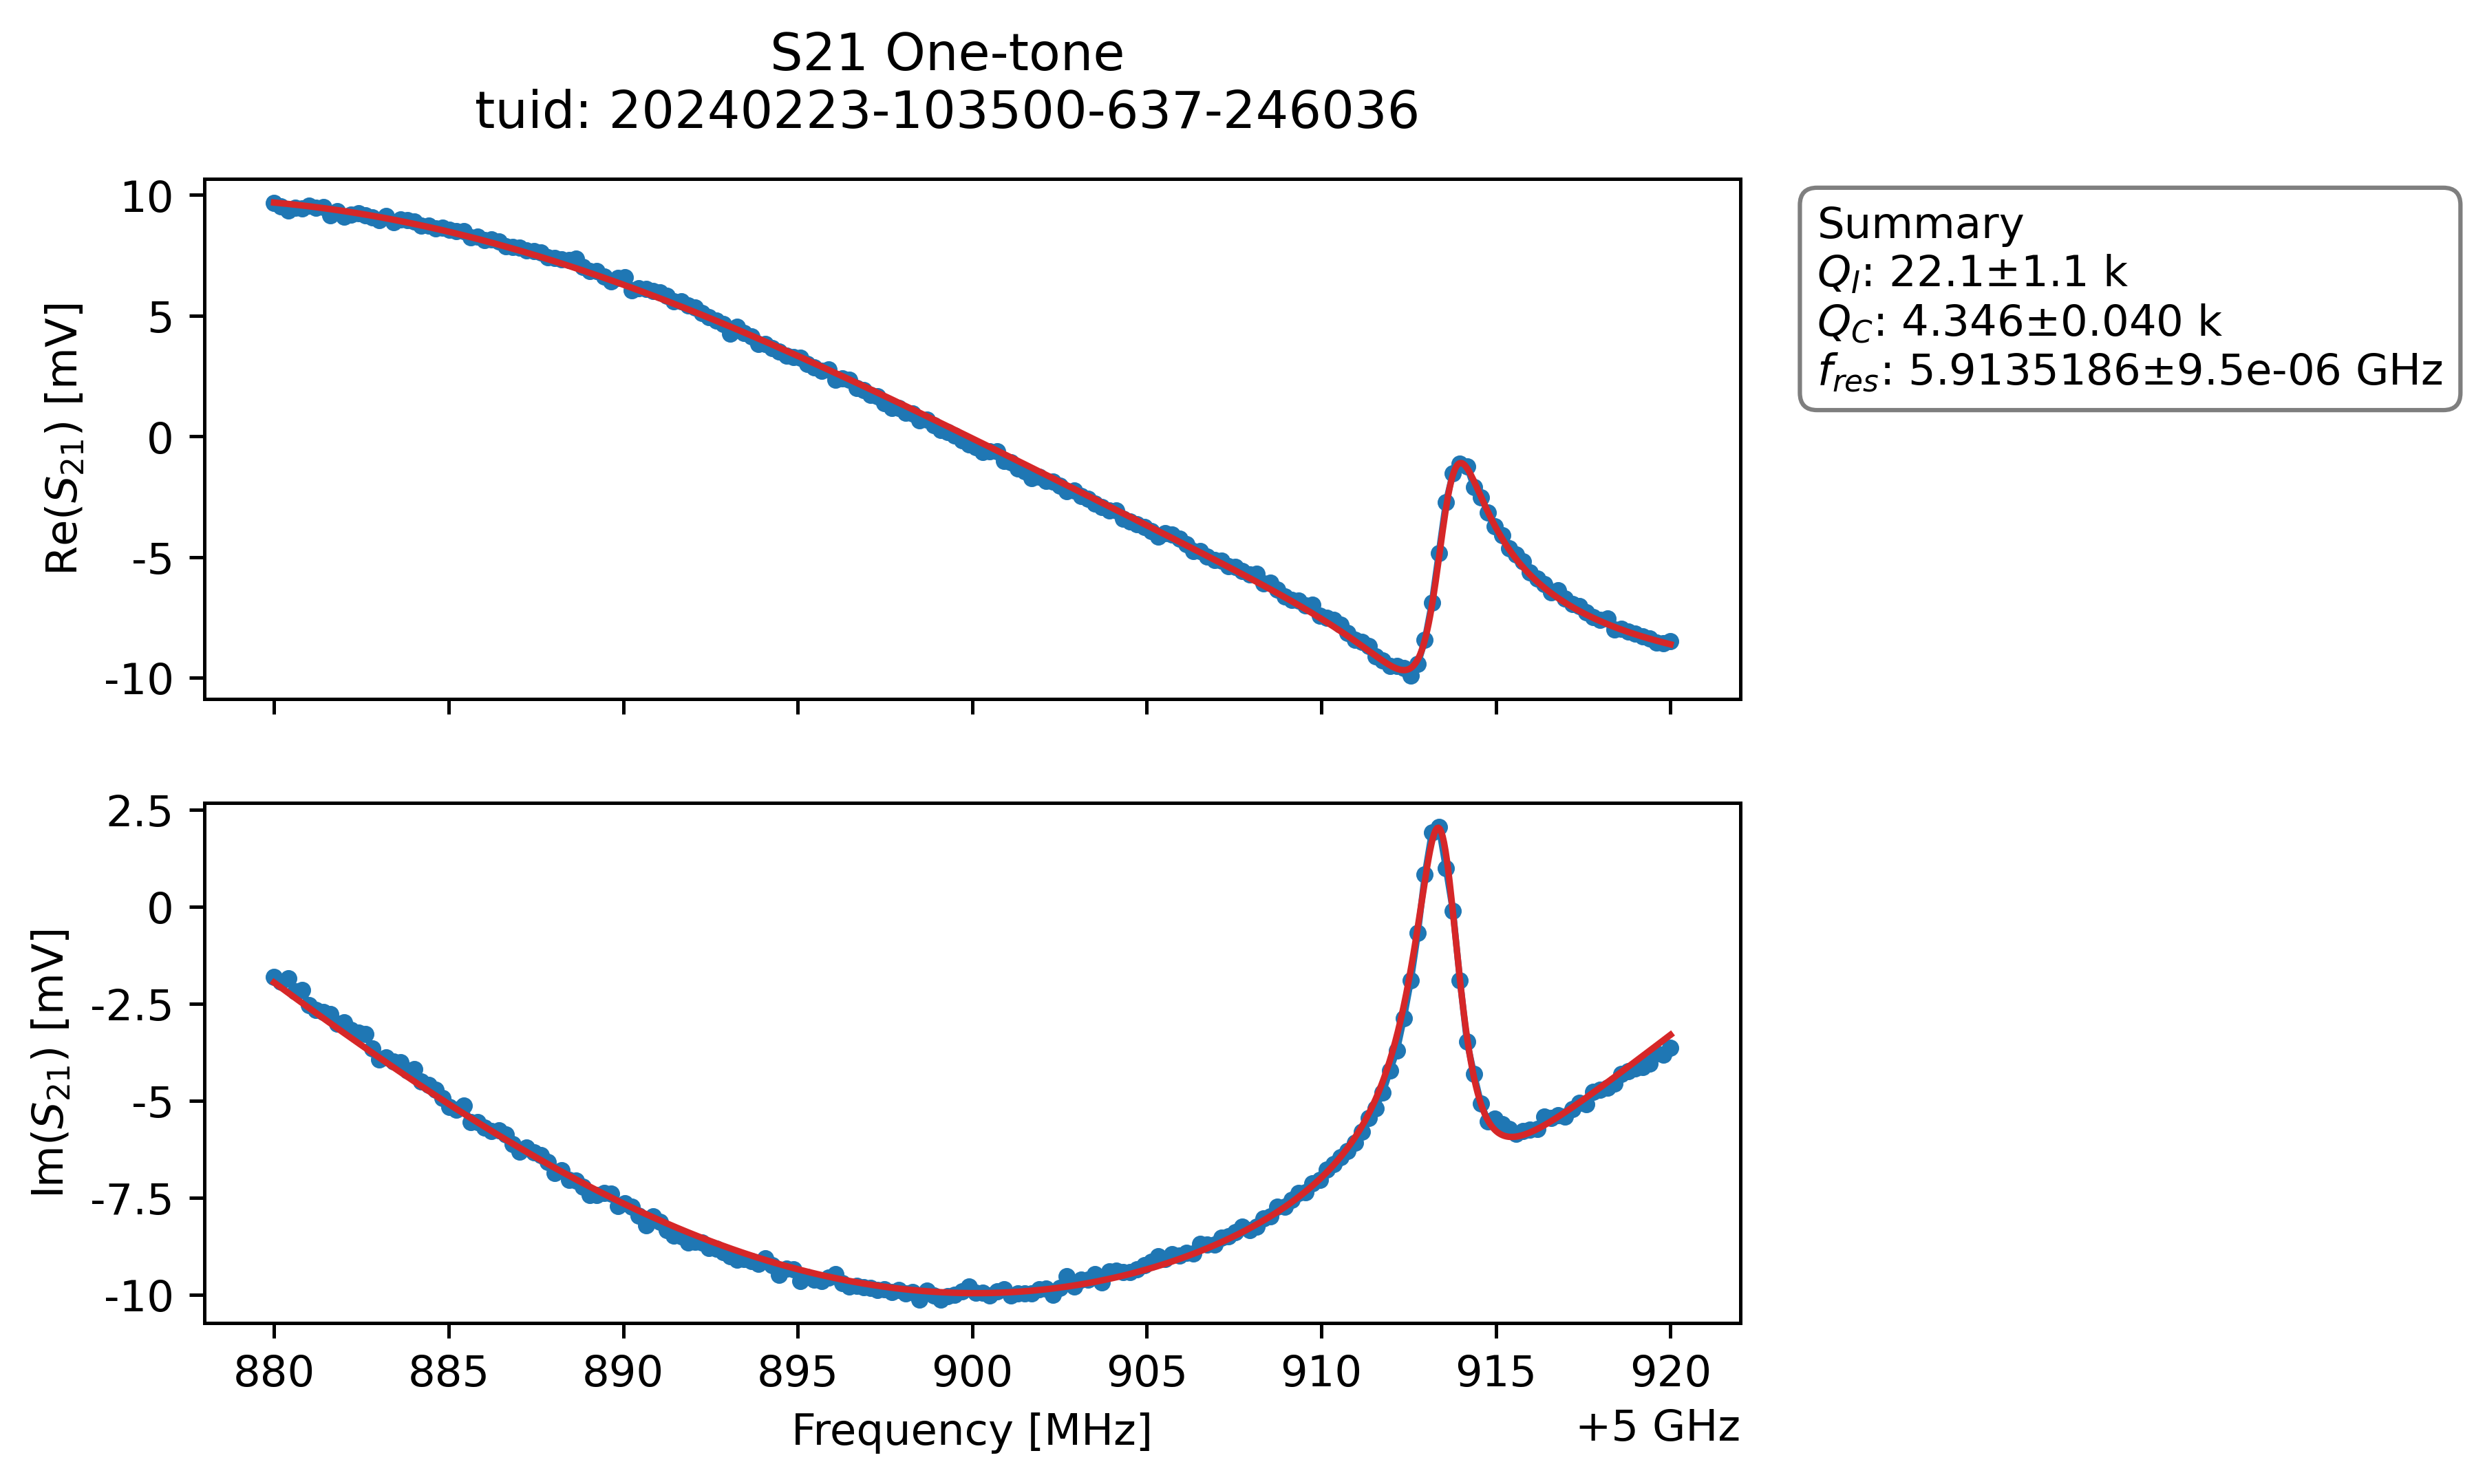 S21 One-tone
tuid: 20240223-103500-637-246036
10
5
0
-5
-10
Re(S21) [mV]
Summary
QI: 22.1±1.1 k
QC: 4.346±0.040 k
fres: 5.9135186±9.5e-06 GHz
2.5
0
-2.5
-5
-7.5
-10
Im(S21) [mV]
880 885 890 895 900 905 910 915 920
Frequency [MHz]
+5 GHz